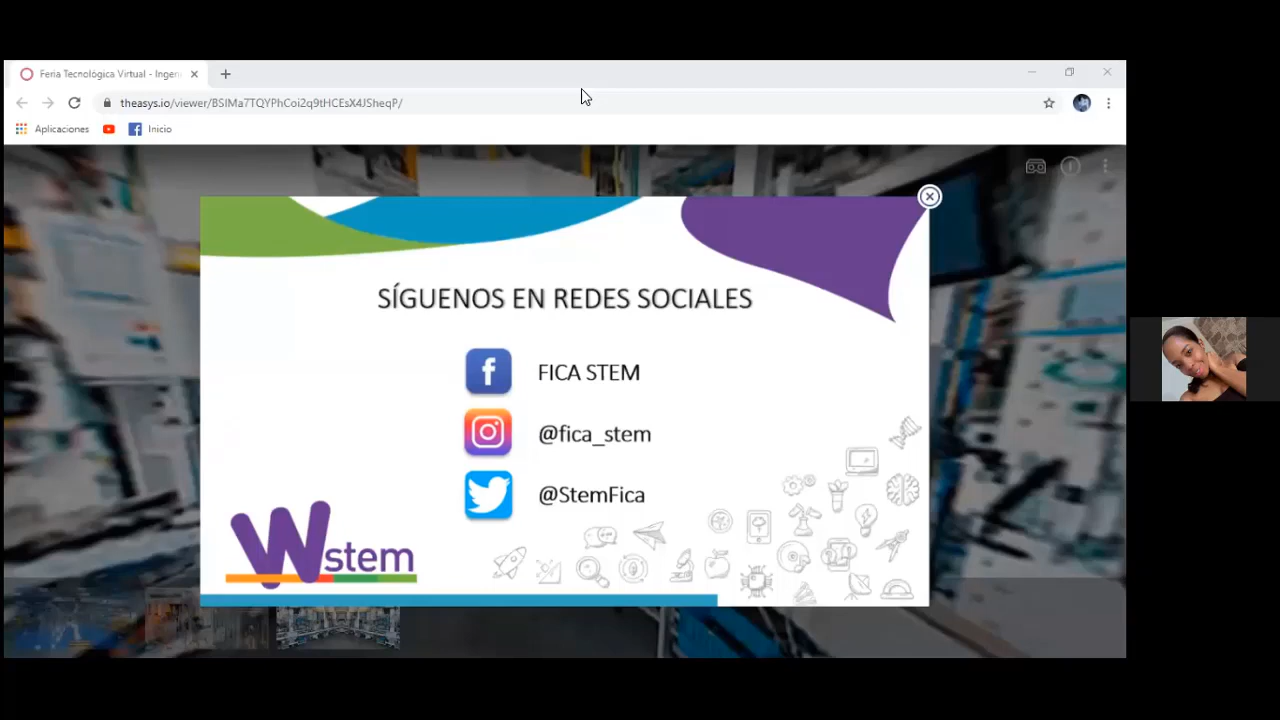 Feria Tecnológica Virtual - Ingen
theasys.io/viewer/BSIMa7TQYPhCoi2q9tHCEsX4JSheqP/
Aplicaciones
Inicio
SÍGUENOS EN REDES SOCIALES
FICA STEM
@fica_stem
@StemFica
Wstem